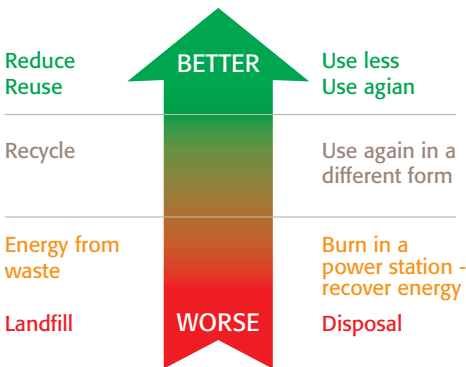 Reduce
Reuse
BETTER
Use less
Use agian
Recycle
Use again in a
different form
Energy from
waste
Burn in a
power station -
recover energy
Landfill
WORSE
Disposal